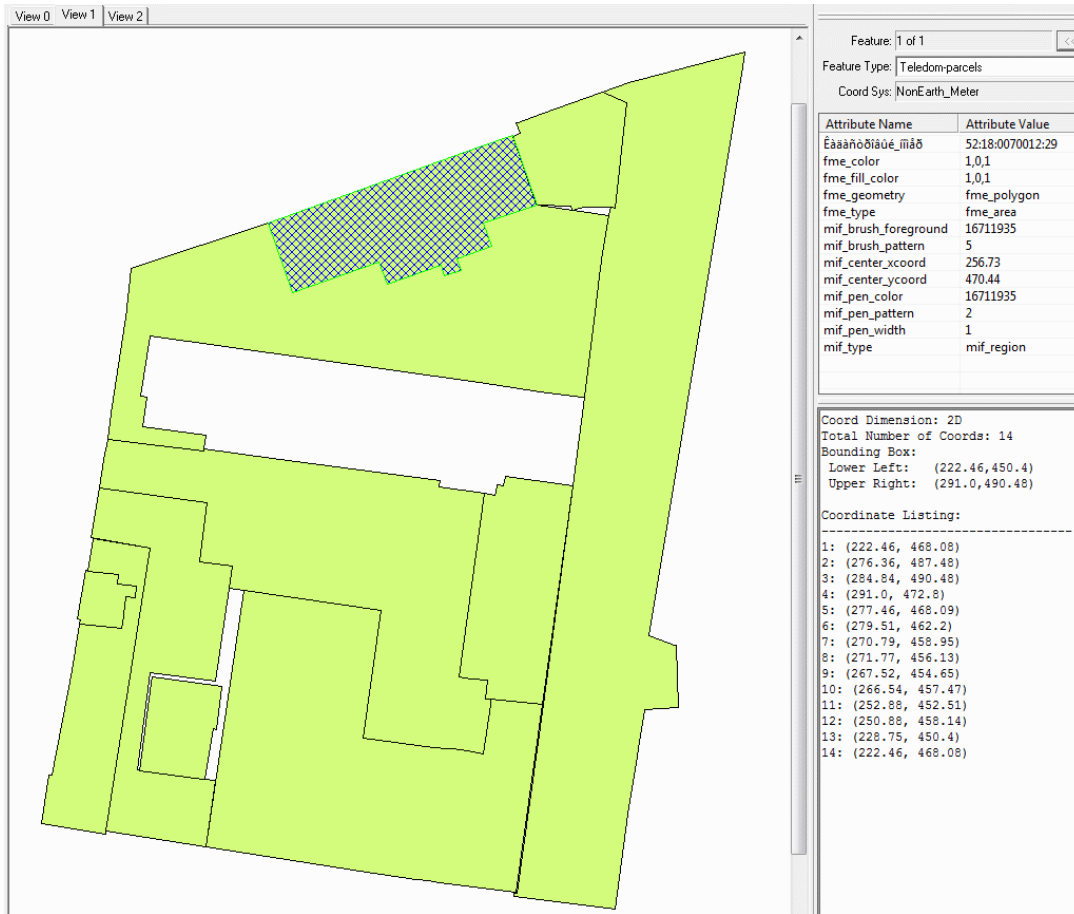 View 0 View 1 View 2
Feature: 1 of 1 <<
Feature Type: Teledom-parcels
Coord Sys: NonEarth_Meter
Attribute Name Attribute Value
Êàäàñòðîâûé_íîìåð 52:18:0070012:29
fme_color 1,0,1
fme_fill_color 1,0,1
fme_geometry fme_polygon
fme_type fme_area
mif_brush_foreground 16711935
mif_brush_pattern 5
mif_center_xcoord 256.73
mif_center_ycoord 470.44
mif_pen_color 16711935
mif_pen_pattern 2
mif_pen_width 1
mif_type mif_region
Coord Dimension: 2D
Total Number of Coords: 14
Bounding Box:
Lower Left: (222.46,450.4)
Upper Right: (291.0,490.48)
Coordinate Listing:
-----------------------------------
1: (222.46, 468.08)
2: (276.36, 487.48)
3: (284.84, 490.48)
4: (291.0, 472.8)
5: (277.46, 468.09)
6: (279.51, 462.2)
7: (270.79, 458.95)
8: (271.77, 456.13)
9: (267.52, 454.65)
10: (266.54, 457.47)
11: (252.88, 452.51)
12: (250.88, 458.14)
13: (228.75, 450.4)
14: (222.46, 468.08)